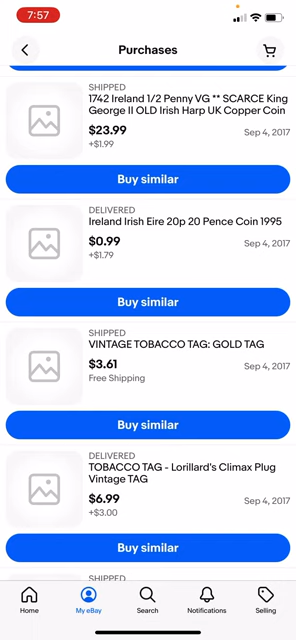 7:57
Purchases
SHIPPED
1742 Ireland 1/2 Penny VG ** SCARCE King
George II OLD Irish Harp UK Copper Coin
$23.99
Sep 4, 2017
+$1.99
Buy similar
DELIVERED
Ireland Irish Eire 20p 20 Pence Coin 1995
$0.99
Sep 4, 2017
+$1.79
Buy similar
SHIPPED
VINTAGE TOBACCO TAG: GOLD TAG
$3.61
Sep 4, 2017
Free Shipping
Buy similar
DELIVERED
TOBACCO TAG - Lorillard's Climax Plug
Vintage TAG
$6.99
Sep 4, 2017
+$3.00
Buy similar
SHIPPED
Home
My eBay
Search
Notifications
Selling